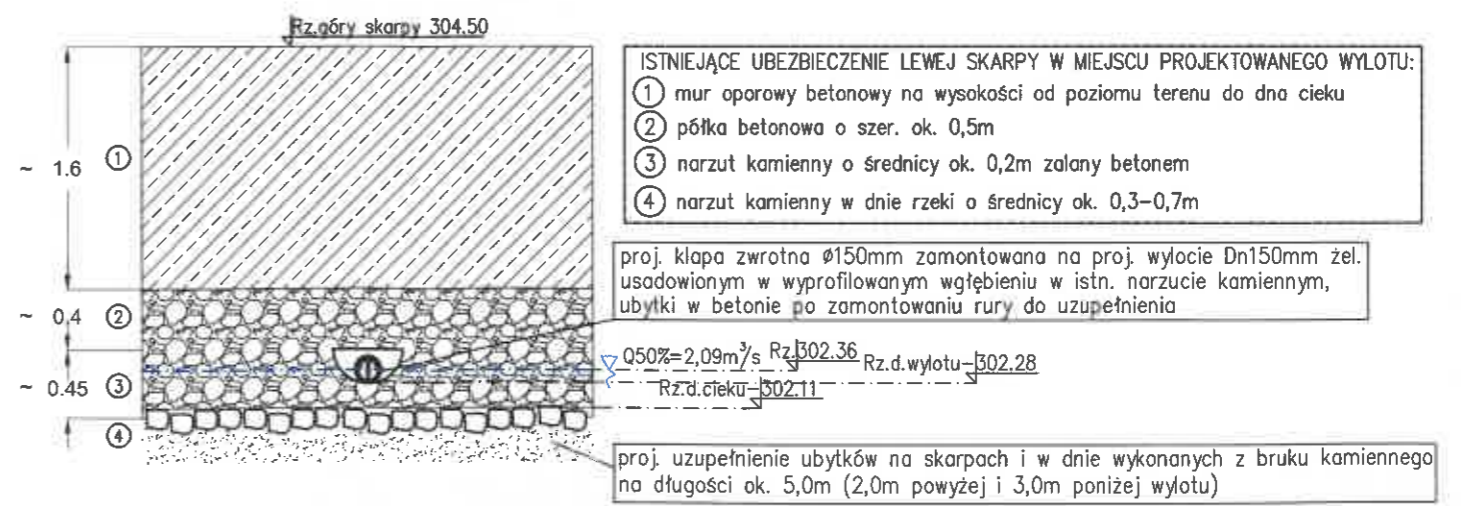 Rz.góry skarpy 304.50
ISTNIEJĄCE UBEZBIECZENIE LEWEJ SKARPY W MIEJSCU PROJEKTOWANEGO WYLOTU:
1 mur oporowy betonowy na wysokości od poziomu terenu do dna cieku
2 półka betonowa o szer. ok. 0,5m
3 narzut kamienny o średnicy ok. 0,2m zalany betonem
4 narzut kamienny w dnie rzeki o średnicy ok. 0,3-0,7m
~ 1.6 1
proj. klapa zwrotna ø150mm zamontowana na proj. wylocie Dn150mm żel.
usadowionym w wyprofilowanym wgłębieniu w istn. narzucie kamiennym,
ubytki w betonie po zamontowaniu rury do uzupełnienia
~ 0.4 2
Q50%=2,09m³/s Rz.302.36
Rz.d.wylotu-302.28
~ 0.45 3
Rz.d.cieku-302.11
4
proj. uzupełnienie ubytków na skarpach i w dnie wykonanych z bruku kamiennego
na długości ok. 5,0m (2,0m powyżej i 3,0m poniżej wylotu)